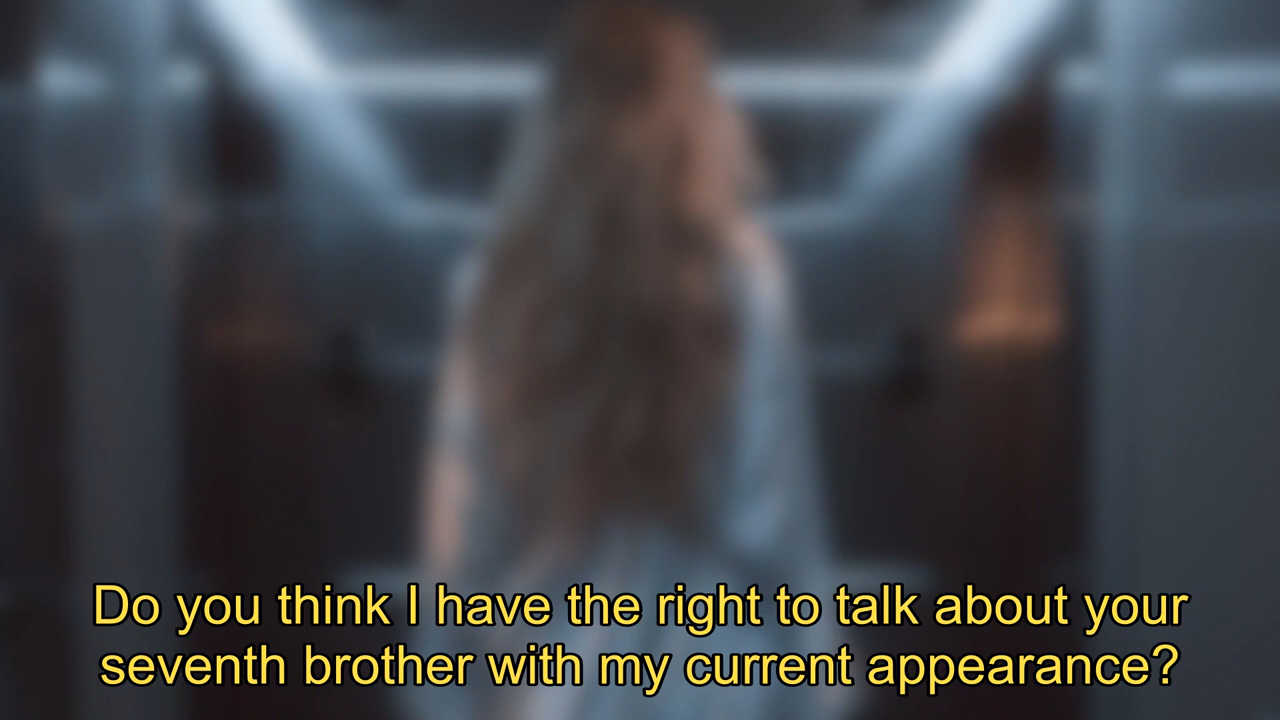 Do you think I have the right to talk about your
seventh brother with my current appearance?